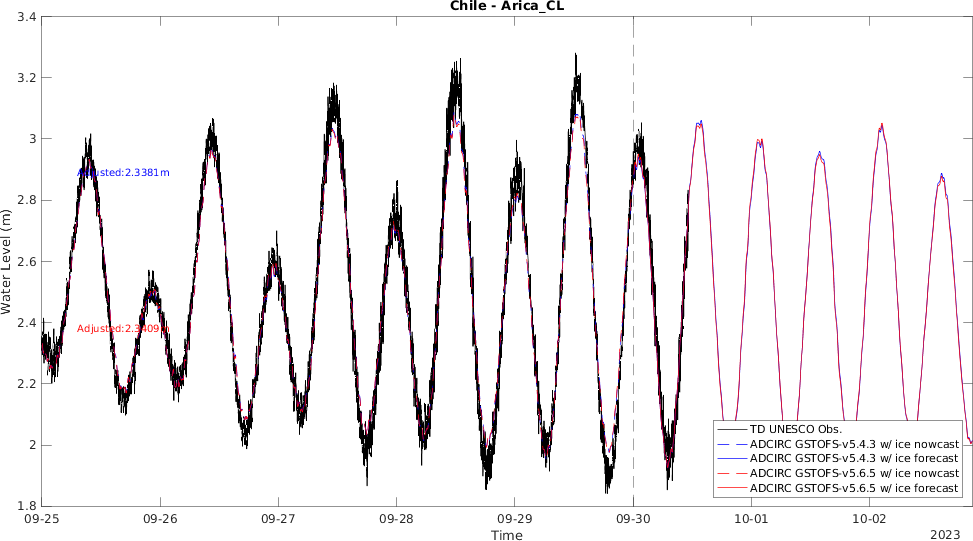 Chile - Arica_CL
3.4
3.2
3
2.8
2.6
2.4
2.2
2
1.8
Water Level (m)
Adjusted:2.3381m
Adjusted:2.3409m
TD UNESCO Obs.
ADCIRC GSTOFS-v5.4.3 w/ ice nowcast
ADCIRC GSTOFS-v5.4.3 w/ ice forecast
ADCIRC GSTOFS-v5.6.5 w/ ice nowcast
ADCIRC GSTOFS-v5.6.5 w/ ice forecast
09-25 09-26 09-27 09-28 09-29 09-30 10-01 10-02
Time
2023